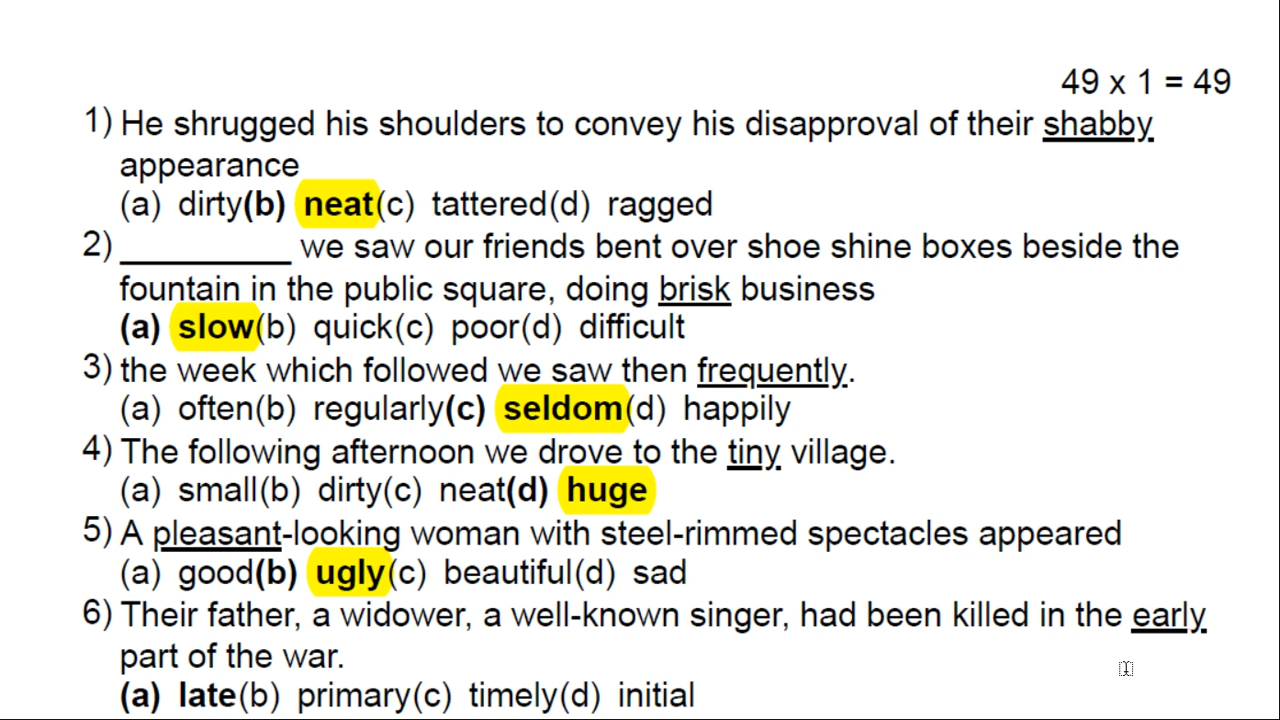 49 x 1 = 49
1) He shrugged his shoulders to convey his disapproval of their shabby
appearance
(a) dirty(b) neat(c) tattered(d) ragged
2) __________ we saw our friends bent over shoe shine boxes beside the
fountain in the public square, doing brisk business
(a) slow(b) quick(c) poor(d) difficult
3) the week which followed we saw then frequently.
(a) often(b) regularly(c) seldom(d) happily
4) The following afternoon we drove to the tiny village.
(a) small(b) dirty(c) neat(d) huge
5) A pleasant-looking woman with steel-rimmed spectacles appeared
(a) good(b) ugly(c) beautiful(d) sad
6) Their father, a widower, a well-known singer, had been killed in the early
part of the war.
(a) late(b) primary(c) timely(d) initial